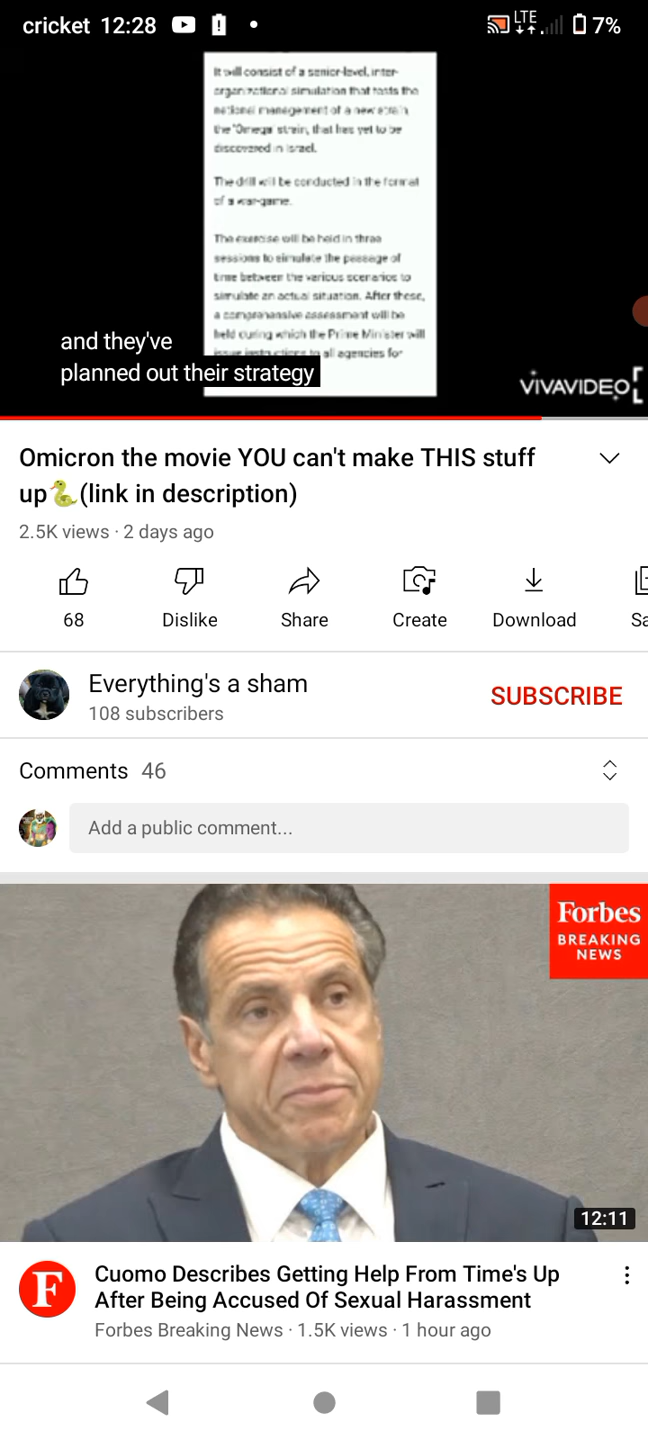 cricket 12:28
LTE
7%
It will consist of a senior-level, inter-
organizational simulation that tests the
national management of a new strain,
the "Omega" strain, that has yet to be
discovered in Israel.
The drill will be conducted in the format
of a war-game.
The exercise will be held in three
sessions to simulate the passage of
time between the various scenarios to
simulate an actual situation. After these,
a comprehensive assessment will be
held during which the Prime Minister will
issue instructions to all agencies for
and they've
planned out their strategy
VIVAVIDEO
Omicron the movie YOU can't make THIS stuff
up🐍(link in description)
2.5K views · 2 days ago
68
Dislike
Share
Create
Download
Sa
Everything's a sham
108 subscribers
SUBSCRIBE
Comments 46
Add a public comment...
Forbes
BREAKING
NEWS
12:11
F
Cuomo Describes Getting Help From Time's Up
After Being Accused Of Sexual Harassment
Forbes Breaking News · 1.5K views · 1 hour ago